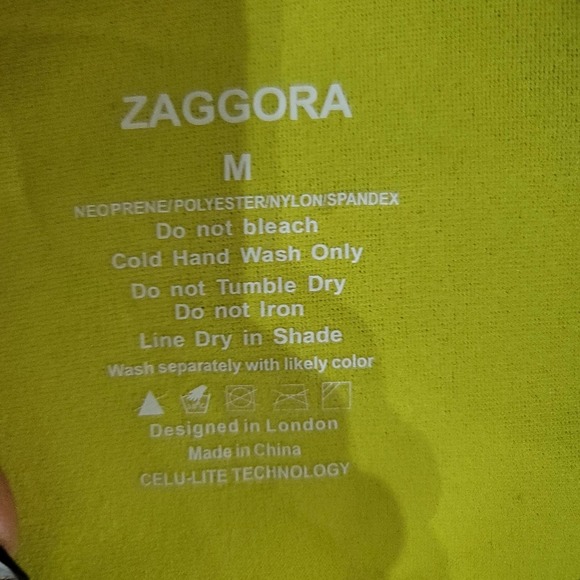 ZAGGORA
M
NEOPRENE/POLYESTER/NYLON/SPANDEX
Do not bleach
Cold Hand Wash Only
Do not Tumble Dry
Do not Iron
Line Dry in Shade
Wash separately with likely color
Designed in London
Made in China
CELU-LITE TECHNOLOGY